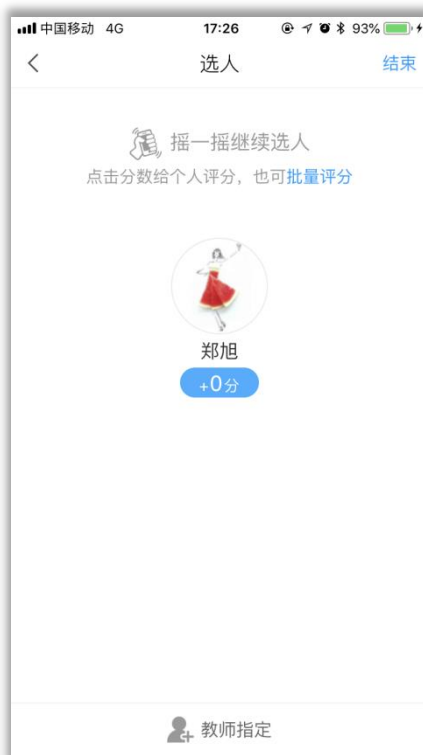 中国移动 4G 17:26 93%
选人 结束
摇一摇继续选人
点击分数给个人评分，也可批量评分
郑旭
+0分
教师指定